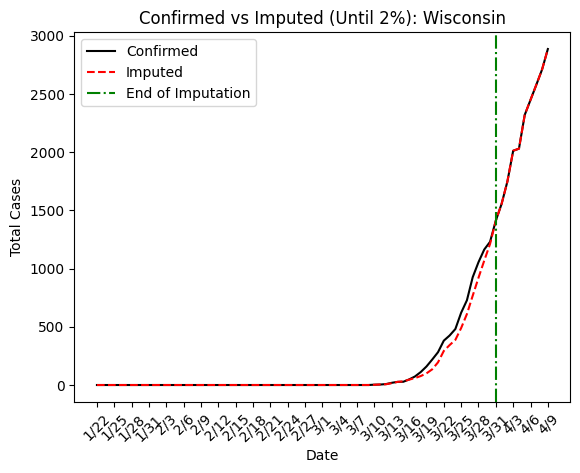 Confirmed vs Imputed (Until 2%): Wisconsin
Confirmed
Imputed
End of Imputation
Total Cases
3000
2500
2000
1500
1000
500
0
1/22 1/25 1/28 1/31 2/3 2/6 2/9 2/12 2/15 2/18 2/21 2/24 2/27 3/1 3/4 3/7 3/10 3/13 3/16 3/19 3/22 3/25 3/28 3/31 4/3 4/6 4/9
Date